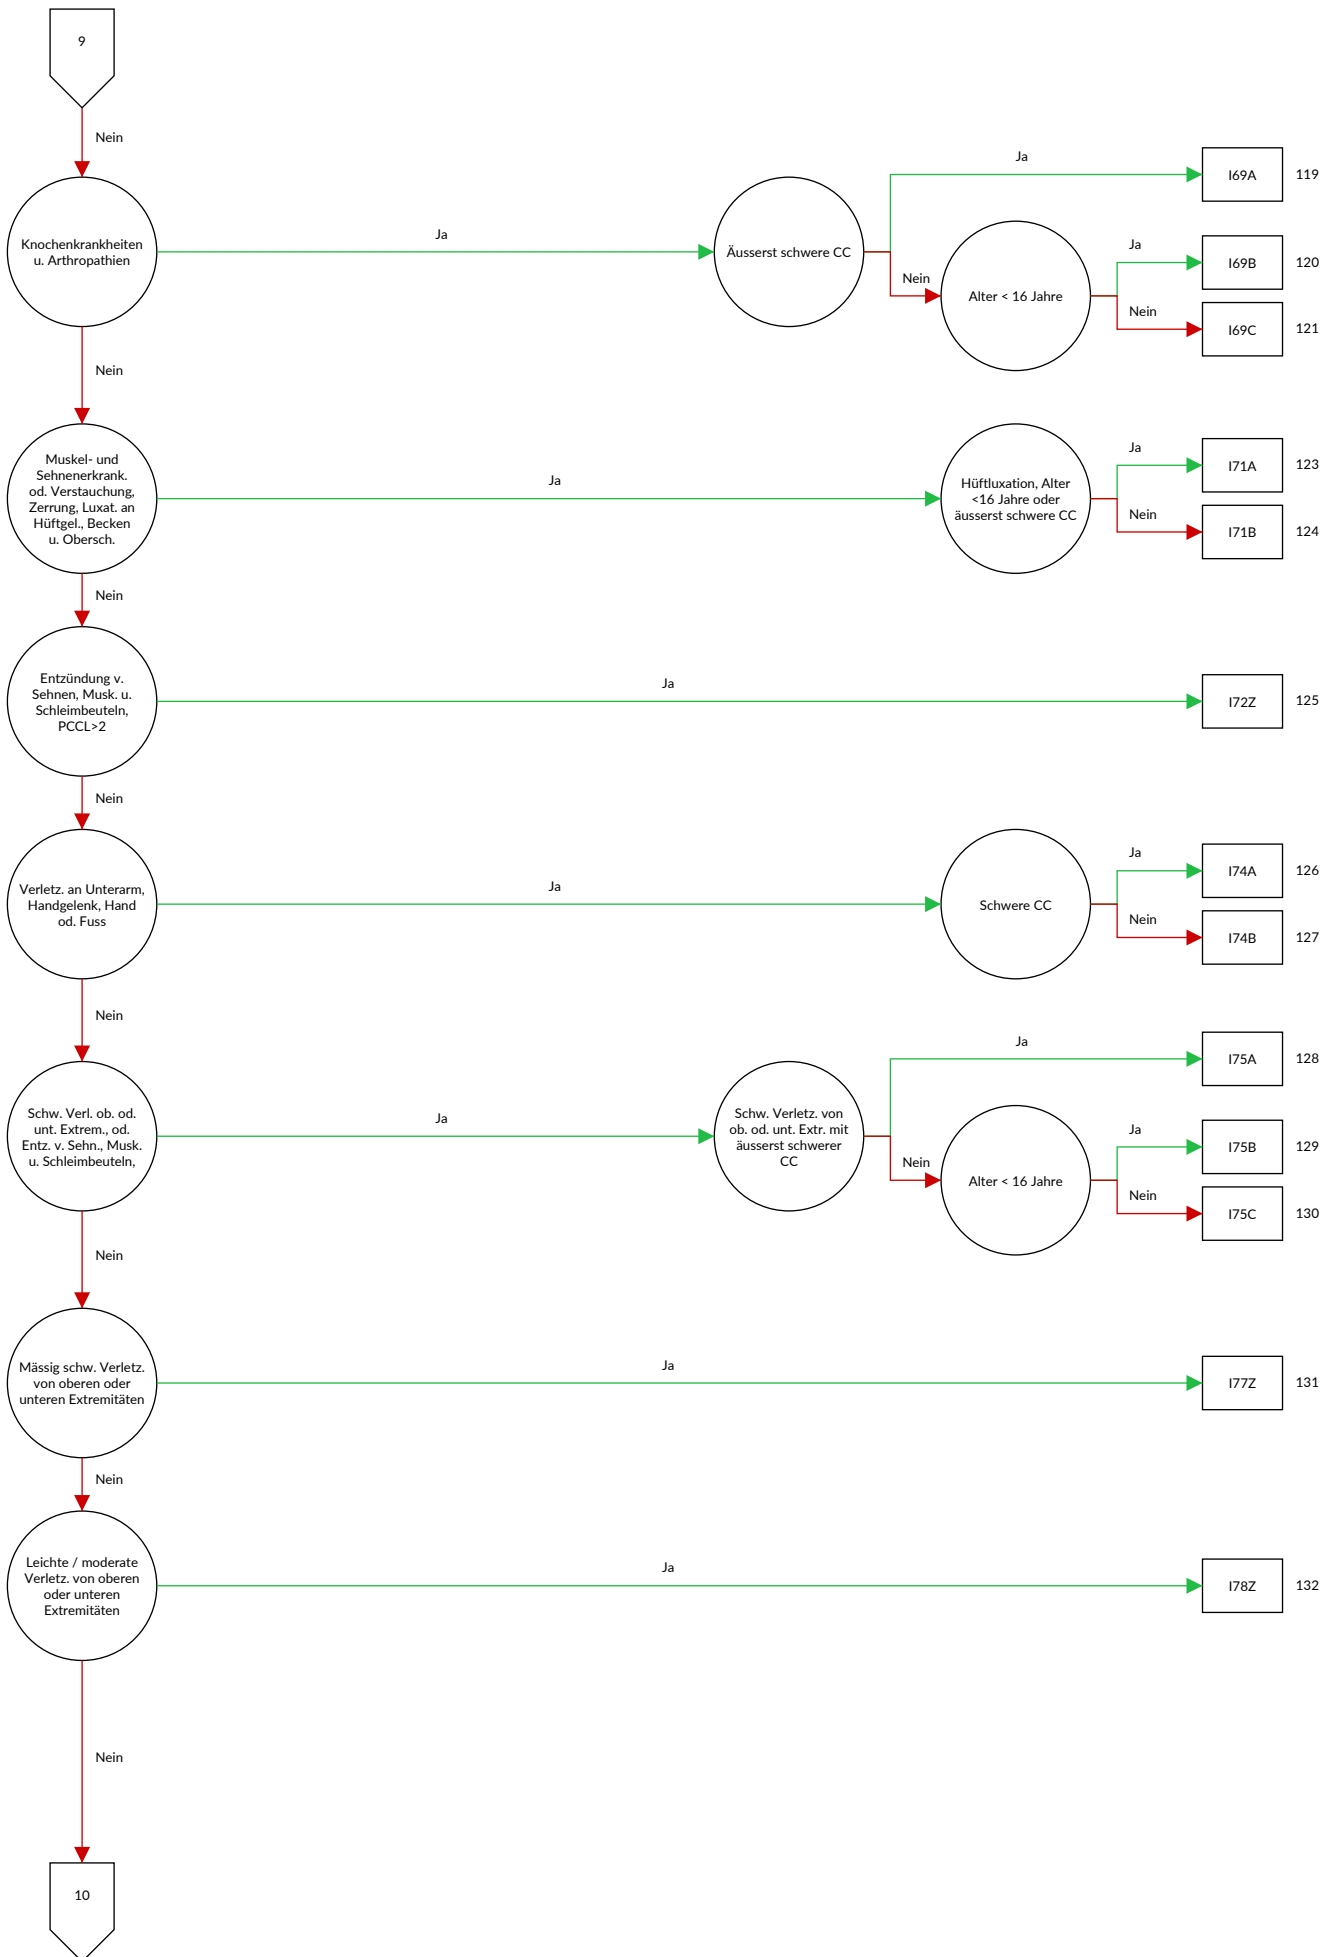 9
Nein
Ja
I69A
119
Knochenkrankheiten
u. Arthropathien
Ja
Äusserst schwere CC
Nein
Alter < 16 Jahre
Ja
I69B
120
Nein
I69C
121
Nein
Muskel- und
Sehnenerkrank.
od. Verstauchung,
Zerrung, Luxat. an
Hüftgel., Becken
u. Obersch.
Ja
Hüftluxation, Alter
<16 Jahre oder
äusserst schwere CC
Ja
I71A
123
Nein
I71B
124
Nein
Entzündung v.
Sehnen, Musk. u.
Schleimbeuteln,
PCCL>2
Ja
I72Z
125
Nein
Verletz. an Unterarm,
Handgelenk, Hand
od. Fuss
Ja
Schwere CC
Ja
I74A
126
Nein
I74B
127
Nein
Schw. Verl. ob. od.
unt. Extrem., od.
Entz. v. Sehn., Musk.
u. Schleimbeuteln,
Ja
Schw. Verletz. von
ob. od. unt. Extr. mit
äusserst schwerer
CC
Ja
I75A
128
Nein
Alter < 16 Jahre
Ja
I75B
129
Nein
I75C
130
Nein
Mässig schw. Verletz.
von oberen oder
unteren Extremitäten
Ja
I77Z
131
Nein
Leichte / moderate
Verletz. von oberen
oder unteren
Extremitäten
Ja
I78Z
132
Nein
10